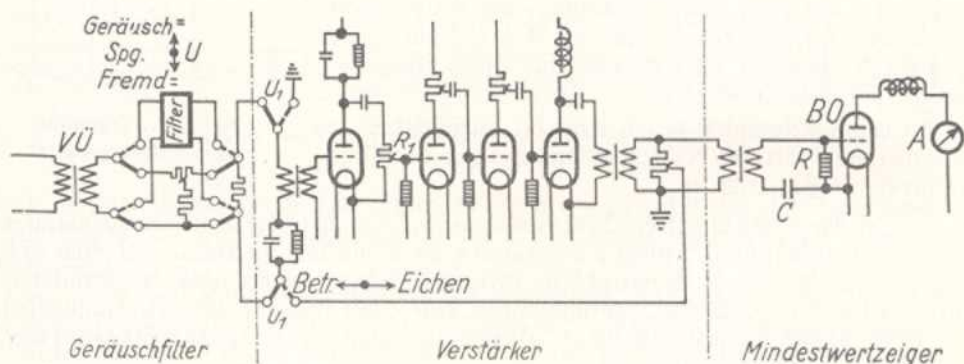 Geräusch=
Spg. U
Fremd=
Filter
VÜ
U₁
R₁
BO
A
R
C
Betr. Eichen
U₁
Geräuschfilter Verstärker Mindestwertzeiger